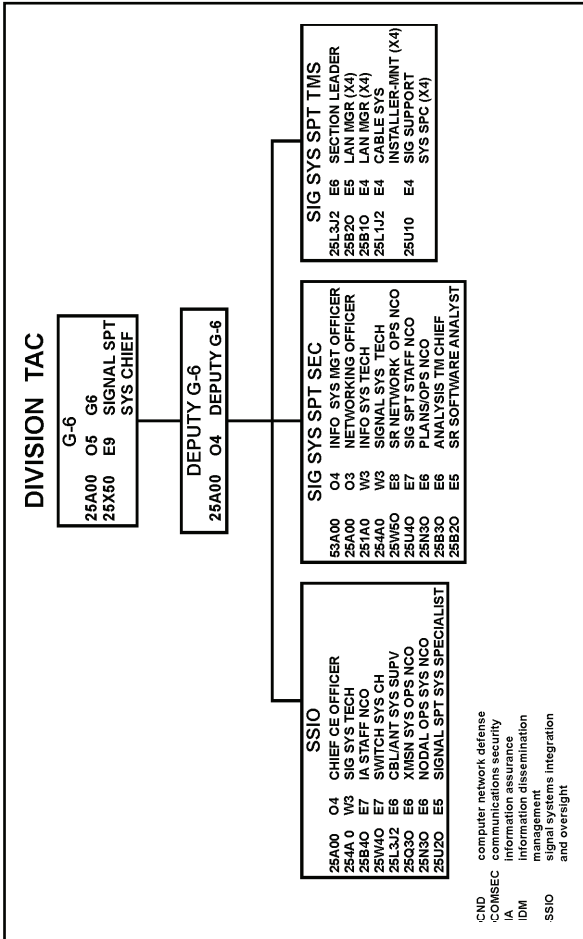 DIVISION TAC
G-6
25A00 O5 G6
25X50 E9 SIGNAL SPT
SYS CHIEF
DEPUTY G-6
25A00 O4 DEPUTY G-6
SSIO
25A00 O4 CHIEF CE OFFICER
254A 0 W3 SIG SYS TECH
25B4O E7 IA STAFF NCO
25W4O E7 SWITCH SYS CH
25L3J2 E6 CBL/ANT SYS SUPV
25Q3O E6 XMSN SYS OPS NCO
25N3O E6 NODAL OPS SYS NCO
25U2O E5 SIGNAL SPT SYS SPECIALIST
SIG SYS SPT SEC
53A00 O4 INFO SYS MGT OFFICER
25A00 O3 NETWORKING OFFICER
251A0 W3 INFO SYS TECH
254A0 W3 SIGNAL SYS TECH
25W5O E8 SR NETWORK OPS NCO
25U4O E7 SIG SPT STAFF NCO
25N3O E6 PLANS/OPS NCO
25B3O E6 ANALYSIS TM CHIEF
25B2O E5 SR SOFTWARE ANALYST
SIG SYS SPT TMS
25L3J2 E6 SECTION LEADER
25B2O E5 LAN MGR (X4)
25B1O E4 LAN MGR (X4)
25L1J2 E4 CABLE SYS
INSTALLER-MNT (X4)
25U10 E4 SIG SUPPORT
SYS SPC (X4)
CND computer network defense
COMSEC communications security
IA information assurance
IDM information dissemination
management
SSIO signal systems integration
and oversight